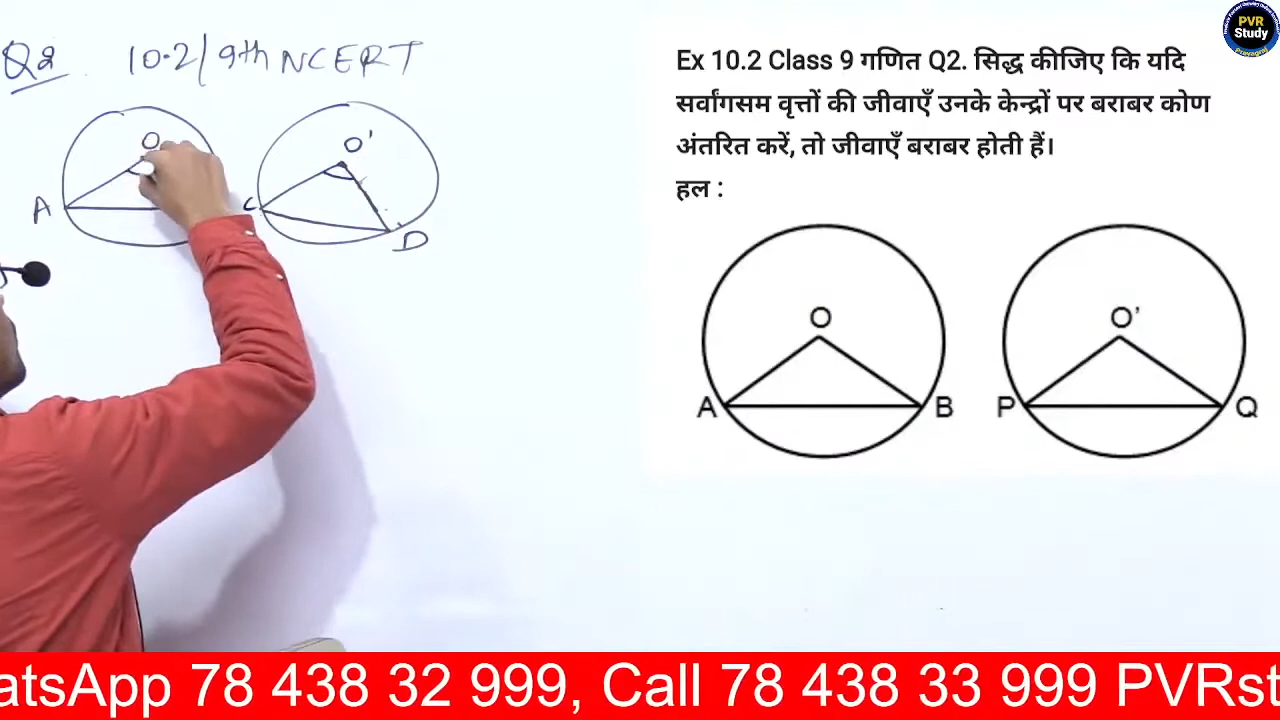 Q2. 10.2/9th NCERT
O
A
O'
C
D
Ex 10.2 Class 9 गणित Q2. सिद्ध कीजिए कि यदि
सर्वांगसम वृत्तों की जीवाएँ उनके केन्द्रों पर बराबर कोण
अंतरित करें, तो जीवाएँ बराबर होती हैं।
हल :
O
A
B
O'
P
Q
PVR
Study
Prayagraj
atsApp 78 438 32 999, Call 78 438 33 999 PVRst